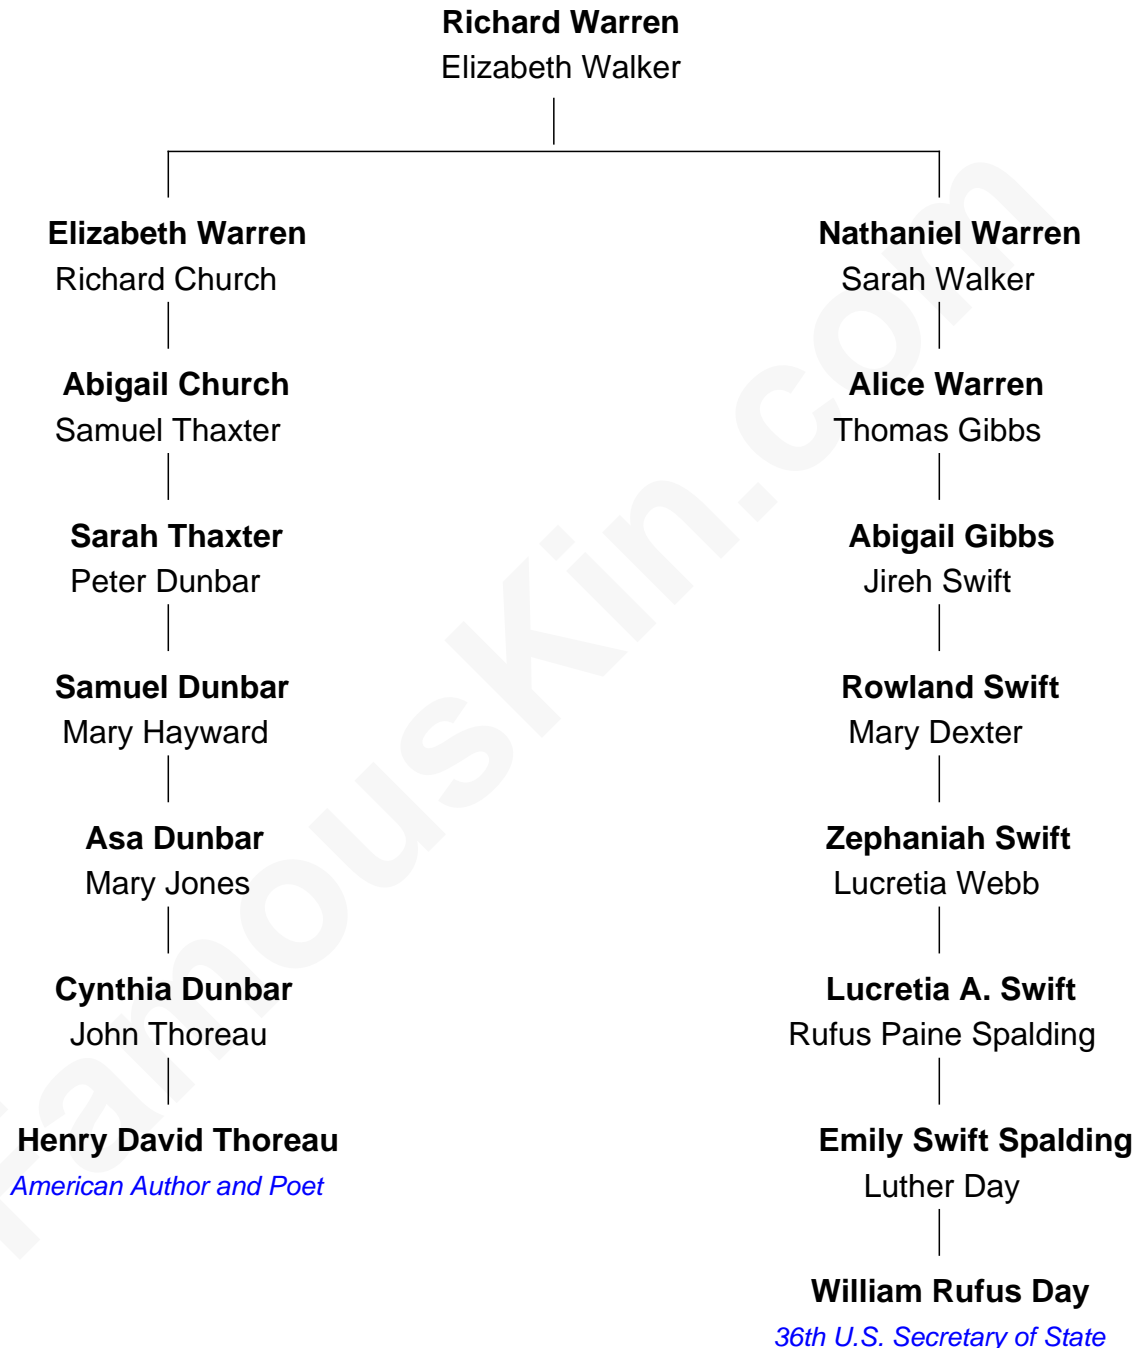 Richard Warren
Elizabeth Walker
Elizabeth Warren
Richard Church
Abigail Church
Samuel Thaxter
Sarah Thaxter
Peter Dunbar
Samuel Dunbar
Mary Hayward
Asa Dunbar
Mary Jones
Cynthia Dunbar
John Thoreau
Henry David Thoreau
American Author and Poet
Nathaniel Warren
Sarah Walker
Alice Warren
Thomas Gibbs
Abigail Gibbs
Jireh Swift
Rowland Swift
Mary Dexter
Zephaniah Swift
Lucretia Webb
Lucretia A. Swift
Rufus Paine Spalding
Emily Swift Spalding
Luther Day
William Rufus Day
36th U.S. Secretary of State
FamousKin.com